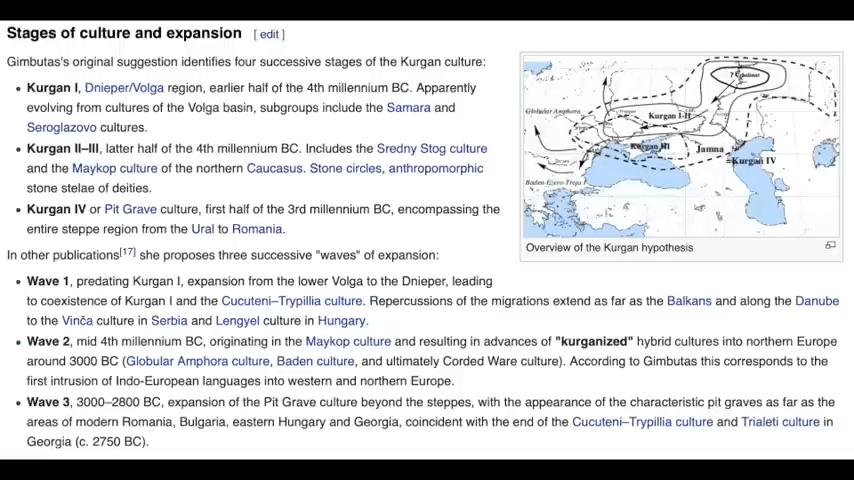 Stages of culture and expansion [ edit ]
Gimbutas's original suggestion identifies four successive stages of the Kurgan culture:
• Kurgan I, Dnieper/Volga region, earlier half of the 4th millennium BC. Apparently
evolving from cultures of the Volga basin, subgroups include the Samara and
Seroglazovo cultures.
• Kurgan II–III, latter half of the 4th millennium BC. Includes the Sredny Stog culture
and the Maykop culture of the northern Caucasus. Stone circles, anthropomorphic
stone stelae of deities.
• Kurgan IV or Pit Grave culture, first half of the 3rd millennium BC, encompassing the
entire steppe region from the Ural to Romania.
Globular Amphora
Kurgan I-II
Kurgan III
Jamna
Kurgan IV
Baden-Ezero-Troja I
Overview of the Kurgan hypothesis
In other publications[17] she proposes three successive "waves" of expansion:
• Wave 1, predating Kurgan I, expansion from the lower Volga to the Dnieper, leading
to coexistence of Kurgan I and the Cucuteni–Trypillia culture. Repercussions of the migrations extend as far as the Balkans and along the Danube
to the Vinča culture in Serbia and Lengyel culture in Hungary.
• Wave 2, mid 4th millennium BC, originating in the Maykop culture and resulting in advances of "kurganized" hybrid cultures into northern Europe
around 3000 BC (Globular Amphora culture, Baden culture, and ultimately Corded Ware culture). According to Gimbutas this corresponds to the
first intrusion of Indo-European languages into western and northern Europe.
• Wave 3, 3000–2800 BC, expansion of the Pit Grave culture beyond the steppes, with the appearance of the characteristic pit graves as far as the
areas of modern Romania, Bulgaria, eastern Hungary and Georgia, coincident with the end of the Cucuteni–Trypillia culture and Trialeti culture in
Georgia (c. 2750 BC).